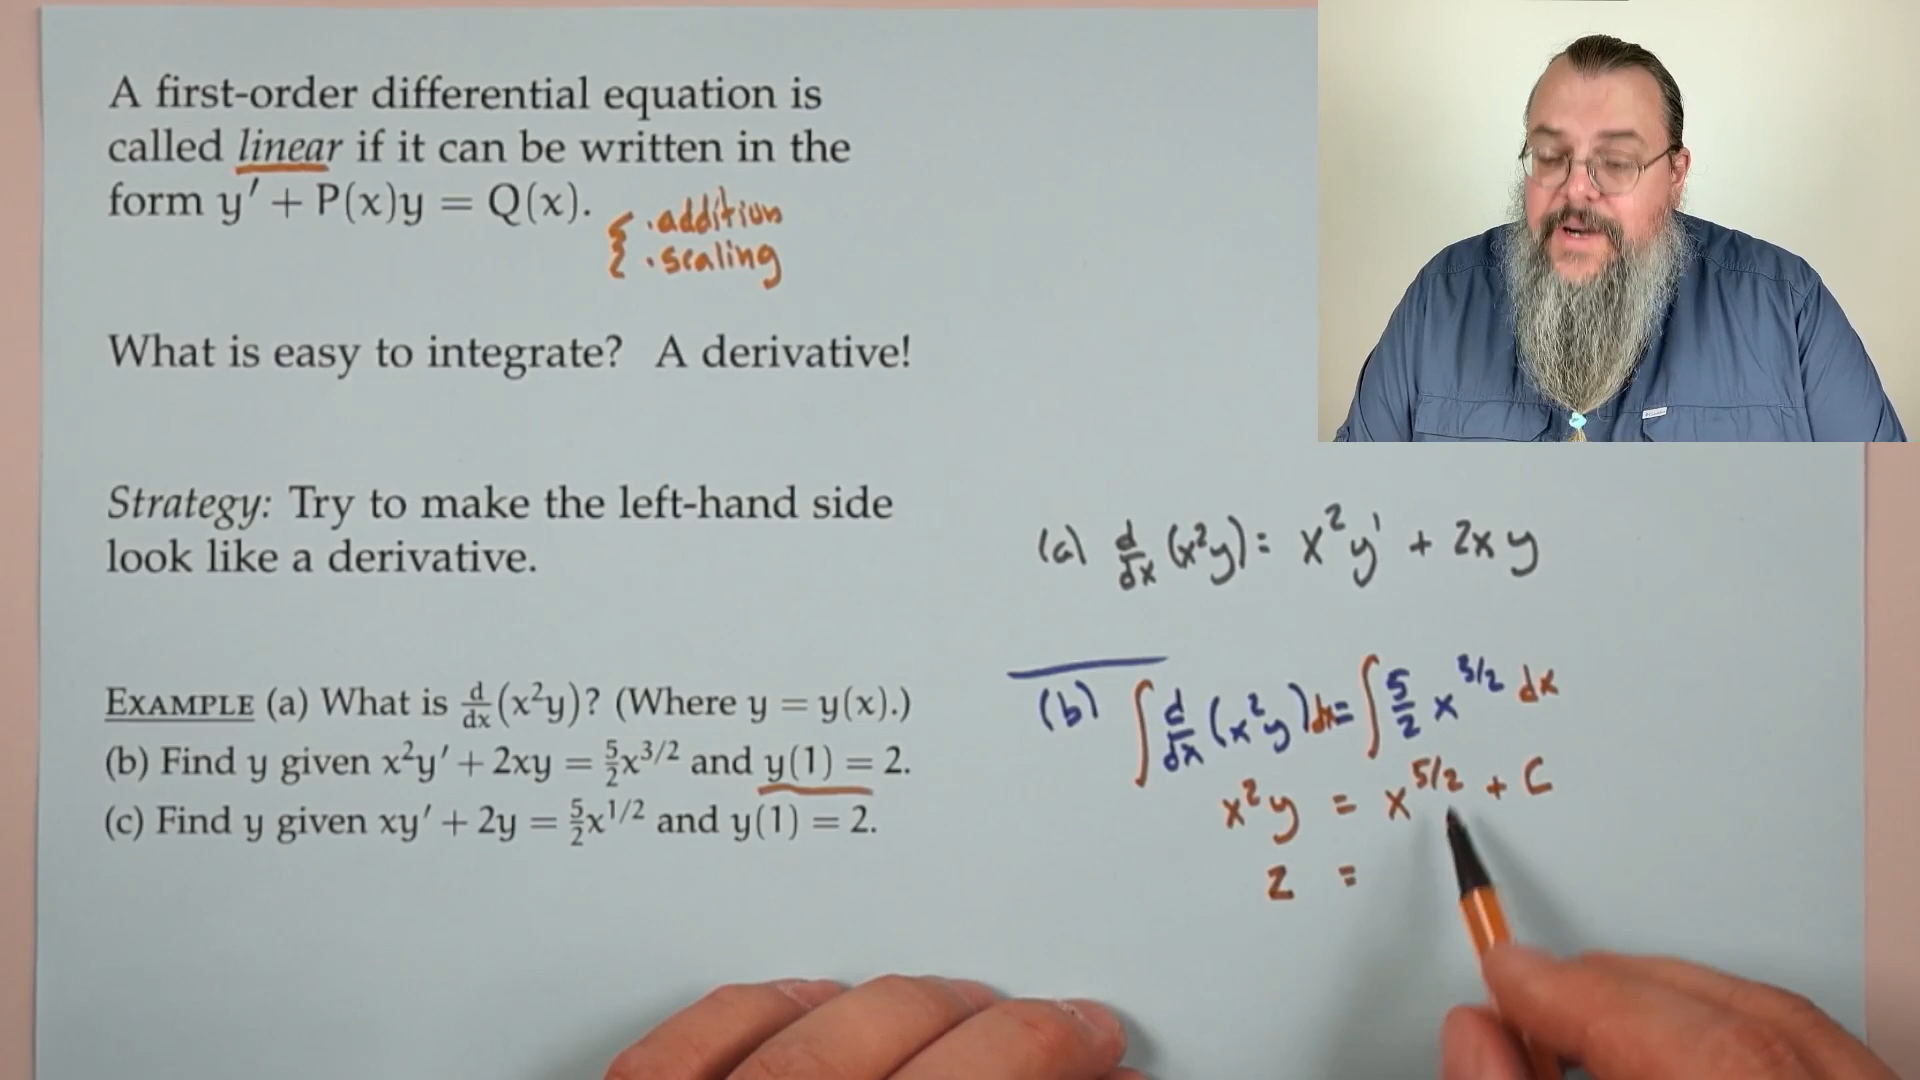 A first-order differential equation is
called linear if it can be written in the
form y′ + P(x)y = Q(x).
{ · addition
· scaling
What is easy to integrate? A derivative!
Strategy: Try to make the left-hand side
look like a derivative.
EXAMPLE (a) What is d/dx(x²y)? (Where y = y(x).)
(b) Find y given x²y′ + 2xy = 5/2x^3/2 and y(1) = 2.
(c) Find y given xy′ + 2y = 5/2x^1/2 and y(1) = 2.
(a) d/dx (x²y) = x²y' + 2xy
(b) ∫ d/dx (x²y) dx = ∫ 5/2 x^3/2 dx
x²y = x^5/2 + C
2 =